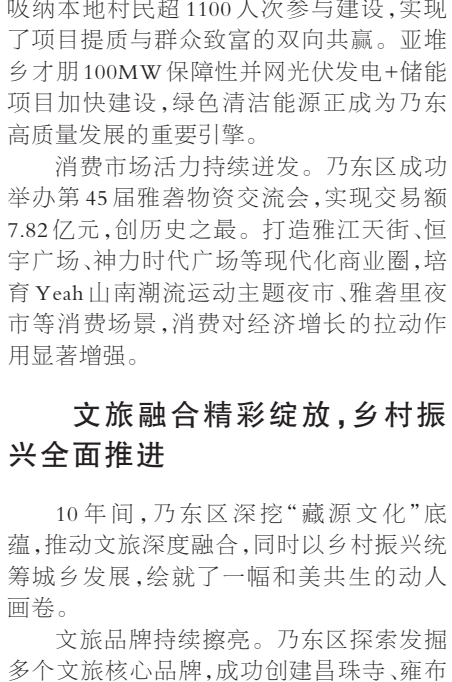 吸纳本地村民超1100人次参与建设,实现
了项目提质与群众致富的双向共赢。亚堆
乡才朋100MW保障性并网光伏发电+储能
项目加快建设,绿色清洁能源正成为乃东
高质量发展的重要引擎。
消费市场活力持续迸发。乃东区成功
举办第45届雅砻物资交流会,实现交易额
7.82亿元,创历史之最。打造雅江天街、恒
宇广场、神力时代广场等现代化商业圈,培
育Yeah山南潮流运动主题夜市、雅砻里夜
市等消费场景,消费对经济增长的拉动作
用显著增强。
文旅融合精彩绽放,乡村振
兴全面推进
10年间,乃东区深挖“藏源文化”底
蕴,推动文旅深度融合,同时以乡村振兴统
筹城乡发展,绘就了一幅和美共生的动人
画卷。
文旅品牌持续擦亮。乃东区探索发掘
多个文旅核心品牌,成功创建昌珠寺、雍布